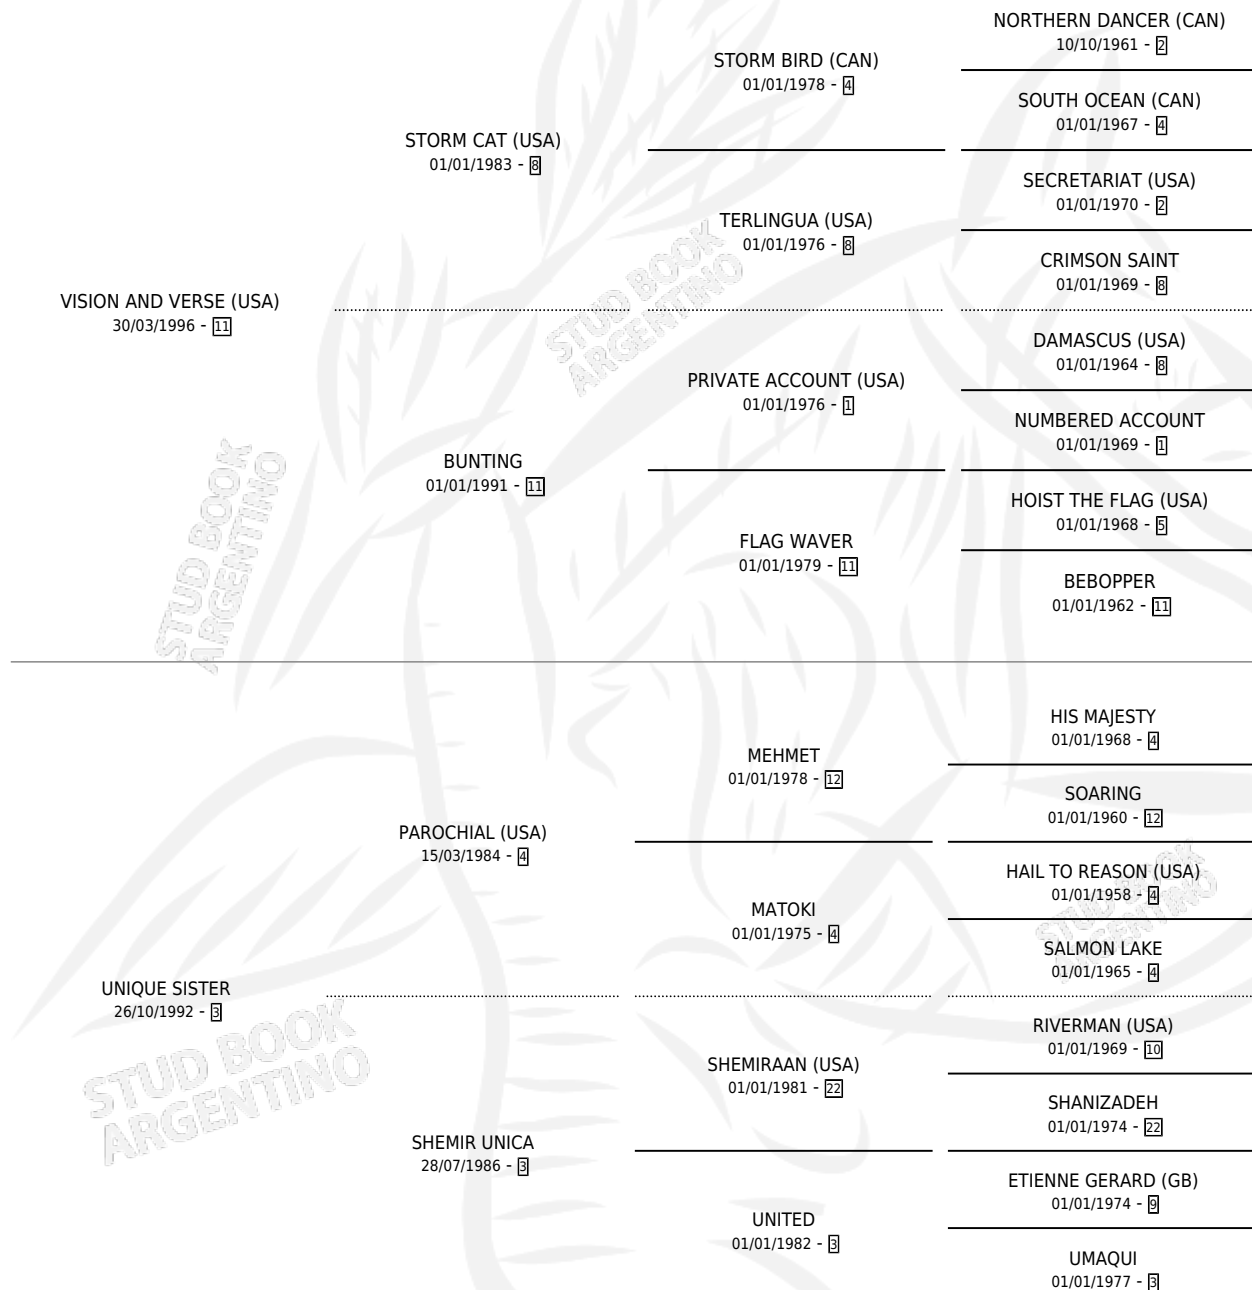 NORTHERN DANCER (CAN)
10/10/1961 - 2
STORM BIRD (CAN)
01/01/1978 - 4
SOUTH OCEAN (CAN)
01/01/1967 - 4
STORM CAT (USA)
01/01/1983 - 8
SECRETARIAT (USA)
01/01/1970 - 2
TERLINGUA (USA)
01/01/1976 - 8
CRIMSON SAINT
01/01/1969 - 8
VISION AND VERSE (USA)
30/03/1996 - 11
DAMASCUS (USA)
01/01/1964 - 8
PRIVATE ACCOUNT (USA)
01/01/1976 - 1
NUMBERED ACCOUNT
01/01/1969 - 1
BUNTING
01/01/1991 - 11
HOIST THE FLAG (USA)
01/01/1968 - 5
FLAG WAVER
01/01/1979 - 11
BEBOPPER
01/01/1962 - 11
HIS MAJESTY
01/01/1968 - 4
MEHMET
01/01/1978 - 12
SOARING
01/01/1960 - 12
PAROCHIAL (USA)
15/03/1984 - 4
HAIL TO REASON (USA)
01/01/1958 - 4
MATOKI
01/01/1975 - 4
SALMON LAKE
01/01/1965 - 4
UNIQUE SISTER
26/10/1992 - 3
RIVERMAN (USA)
01/01/1969 - 10
SHEMIRAAN (USA)
01/01/1981 - 22
SHANIZADEH
01/01/1974 - 22
SHEMIR UNICA
28/07/1986 - 3
ETIENNE GERARD (GB)
01/01/1974 - 9
UNITED
01/01/1982 - 3
UMAQUI
01/01/1977 - 3
STUD BOOK
ARGENTINO
STUD BOOK
ARGENTINO
STUD BOOK
ARGENTINO
STUD BOOK
ARGENTINO